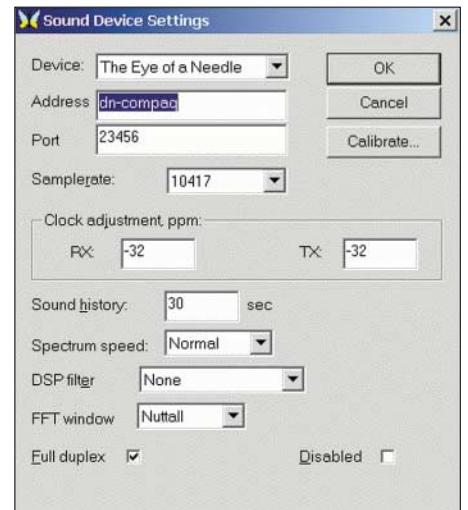 Sound Device Settings
Device: The Eye of a Needle OK
Address dn-compaq Cancel
Port 23456 Calibrate...
Samplerate: 10417
Clock adjustment, ppm:
RX: -32 TX: -32
Sound history: 30 sec
Spectrum speed: Normal
DSP filter None
FFT window Nuttall
Full duplex Disabled